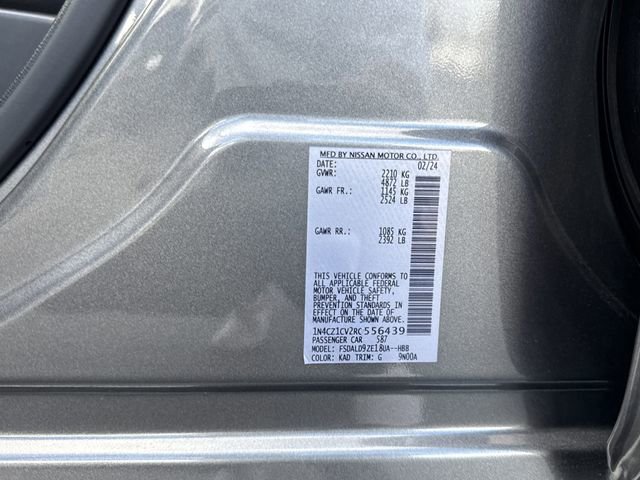 MFD BY NISSAN MOTOR CO., LTD.
DATE: 02/24
GVWR: 2210 KG
4872 LB
GAWR FR.: 1145 KG
2524 LB
GAWR RR.: 1085 KG
2392 LB
THIS VEHICLE CONFORMS TO
ALL APPLICABLE FEDERAL
MOTOR VEHICLE SAFETY,
BUMPER, AND THEFT
PREVENTION STANDARDS IN
EFFECT ON THE DATE OF
MANUFACTURE SHOWN ABOVE.
1N4CZ1CV2RC556439
PASSENGER CAR 587
MODEL: FSDALD9ZE18UA--HBB
COLOR: KAD TRIM: G 9N00A